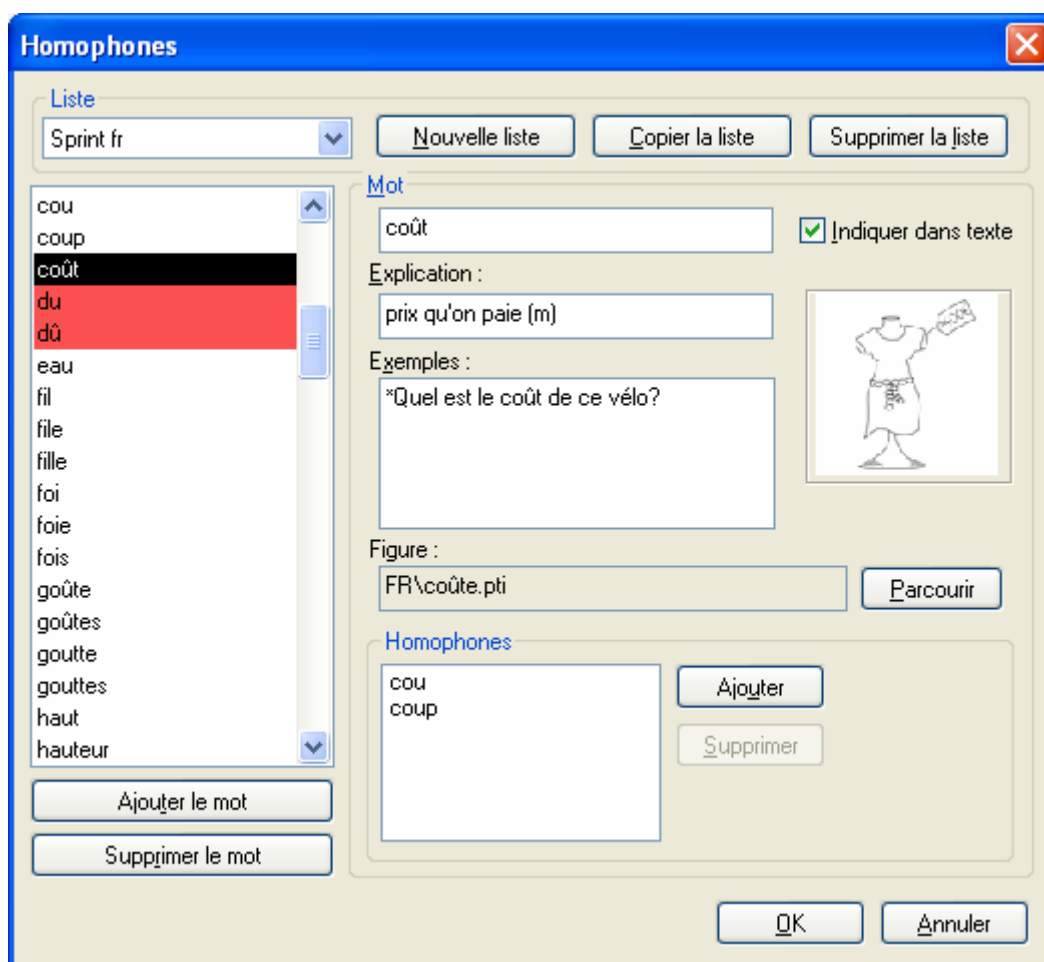 Homophones
Liste
Sprint fr
Nouvelle liste
Copier la liste
Supprimer la liste
cou
coup
coût
du
dû
eau
fil
file
fille
foi
foie
fois
goûte
goûtes
goutte
gouttes
haut
hauteur
Ajouter le mot
Supprimer le mot
Mot
coût
Indiquer dans texte
Explication :
prix qu'on paie (m)
Exemples :
*Quel est le coût de ce vélo?
Figure :
FR\coûte.pti
Parcourir
Homophones
cou
coup
Ajouter
Supprimer
OK
Annuler